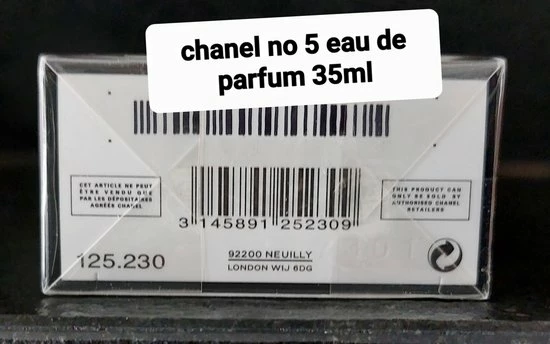 chanel no 5 eau de
parfum 35ml
CET ARTICLE NE PEUT
ÊTRE VENDU QUE
PAR LES DÉPOSITAIRES
AGRÉÉS CHANEL
THIS PRODUCT CAN
ONLY BE SOLD BY
AUTHORISED CHANEL
RETAILERS
3 145891 252309
125.230
92200 NEUILLY
LONDON W1J 6DG